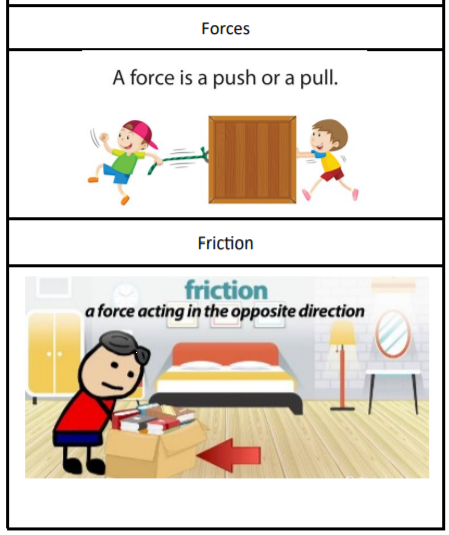 Forces
A force is a push or a pull.
Friction
friction
a force acting in the opposite direction